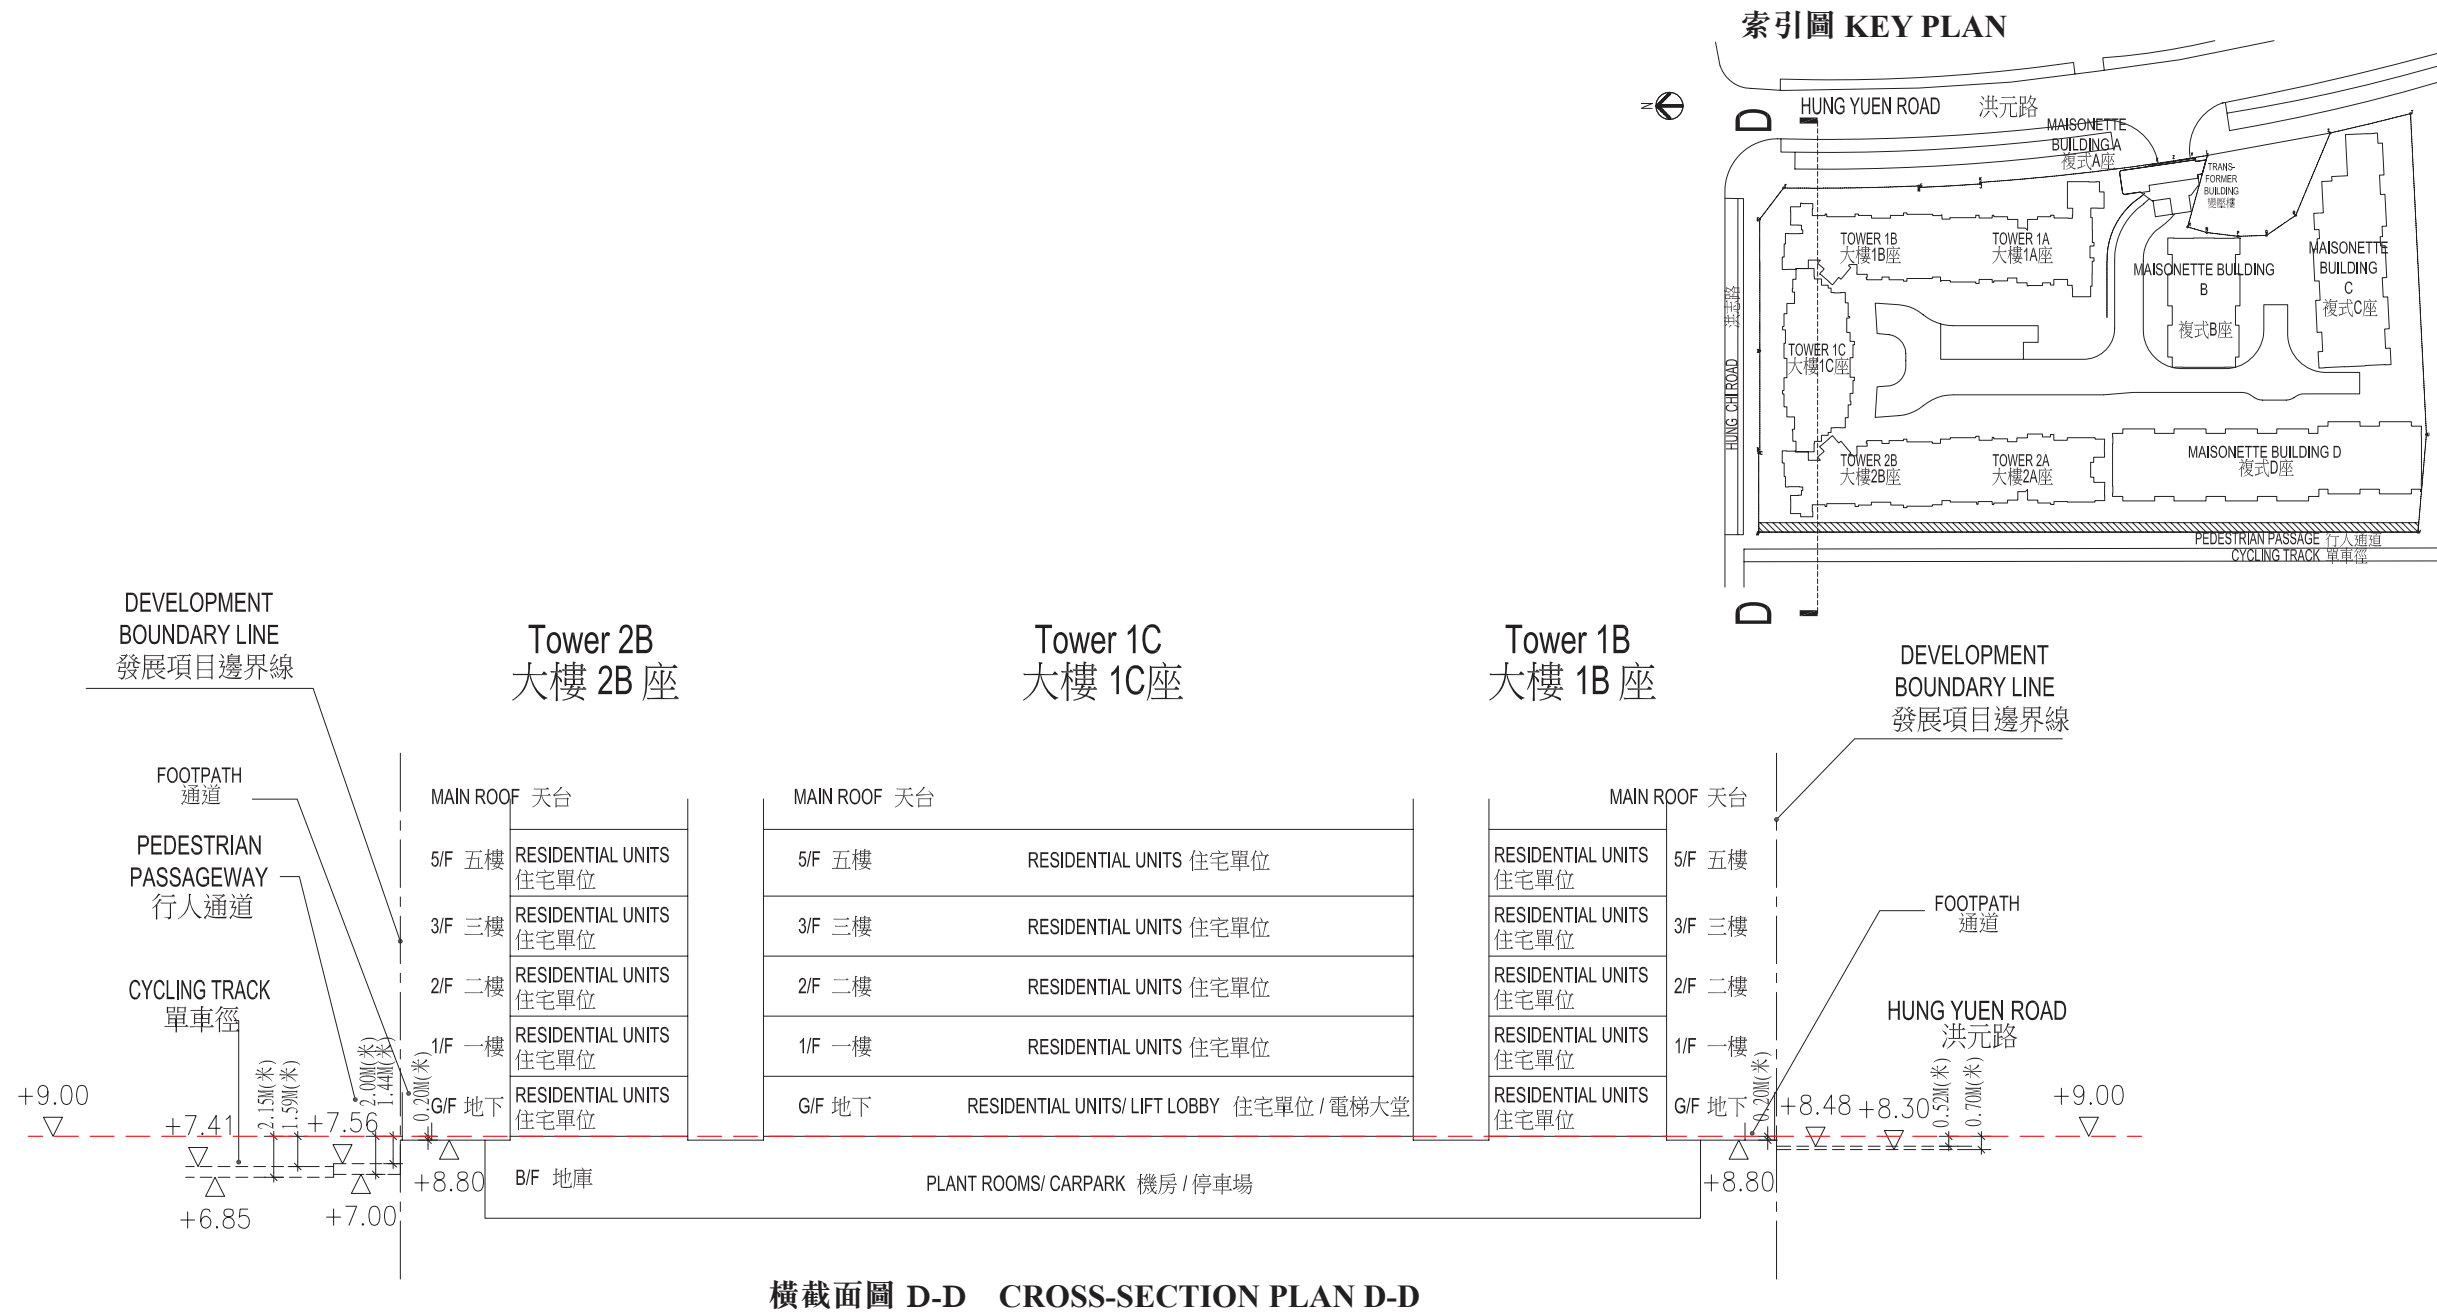 索引圖 KEY PLAN
N
D
HUNG YUEN ROAD 洪元路
MAISONETTE
BUILDING A
複式A座
TRANS-
FORMER
BUILDING
變壓樓
TOWER 1B
大樓1B座
TOWER 1A
大樓1A座
MAISONETTE BUILDING
B
複式B座
MAISONETTE
BUILDING
C
複式C座
洪志路
HUNG CHI ROAD
TOWER 1C
大樓1C座
TOWER 2B
大樓2B座
TOWER 2A
大樓2A座
MAISONETTE BUILDING D
複式D座
PEDESTRIAN PASSAGE 行人通道
CYCLING TRACK 單車徑
D
DEVELOPMENT
BOUNDARY LINE
發展項目邊界線
Tower 2B
大樓 2B 座
Tower 1C
大樓 1C座
Tower 1B
大樓 1B 座
DEVELOPMENT
BOUNDARY LINE
發展項目邊界線
FOOTPATH
通道
PEDESTRIAN
PASSAGEWAY
行人通道
CYCLING TRACK
單車徑
MAIN ROOF 天台
MAIN ROOF 天台
MAIN ROOF 天台
5/F 五樓
RESIDENTIAL UNITS
住宅單位
5/F 五樓
RESIDENTIAL UNITS 住宅單位
RESIDENTIAL UNITS
住宅單位
5/F 五樓
3/F 三樓
RESIDENTIAL UNITS
住宅單位
3/F 三樓
RESIDENTIAL UNITS 住宅單位
RESIDENTIAL UNITS
住宅單位
3/F 三樓
2/F 二樓
RESIDENTIAL UNITS
住宅單位
2/F 二樓
RESIDENTIAL UNITS 住宅單位
RESIDENTIAL UNITS
住宅單位
2/F 二樓
1/F 一樓
RESIDENTIAL UNITS
住宅單位
1/F 一樓
RESIDENTIAL UNITS 住宅單位
RESIDENTIAL UNITS
住宅單位
1/F 一樓
G/F 地下
RESIDENTIAL UNITS
住宅單位
G/F 地下
RESIDENTIAL UNITS/ LIFT LOBBY 住宅單位 / 電梯大堂
RESIDENTIAL UNITS
住宅單位
G/F 地下
FOOTPATH
通道
HUNG YUEN ROAD
洪元路
+9.00
+7.41
2.15M(米)
1.59M(米)
+7.56
2.00M(米)
1.44M(米)
0.20M(米)
0.20M(米)
+8.48
+8.30
0.52M(米)
0.70M(米)
+9.00
+6.85
+7.00
+8.80
B/F 地庫
PLANT ROOMS/ CARPARK 機房 / 停車場
+8.80
橫截面圖 D-D CROSS-SECTION PLAN D-D